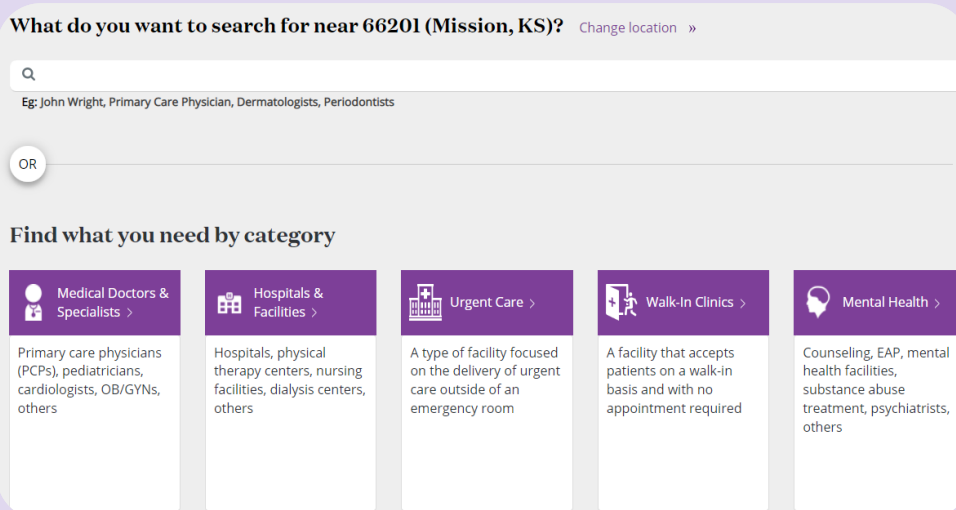 What do you want to search for near 66201 (Mission, KS)? Change location »
Eg: John Wright, Primary Care Physician, Dermatologists, Periodontists
OR
Find what you need by category
Medical Doctors &
Specialists >
Primary care physicians
(PCPs), pediatricians,
cardiologists, OB/GYNs,
others
Hospitals &
Facilities >
Hospitals, physical
therapy centers, nursing
facilities, dialysis centers,
others
Urgent Care >
A type of facility focused
on the delivery of urgent
care outside of an
emergency room
Walk-In Clinics >
A facility that accepts
patients on a walk-in
basis and with no
appointment required
Mental Health >
Counseling, EAP, mental
health facilities,
substance abuse
treatment, psychiatrists,
others